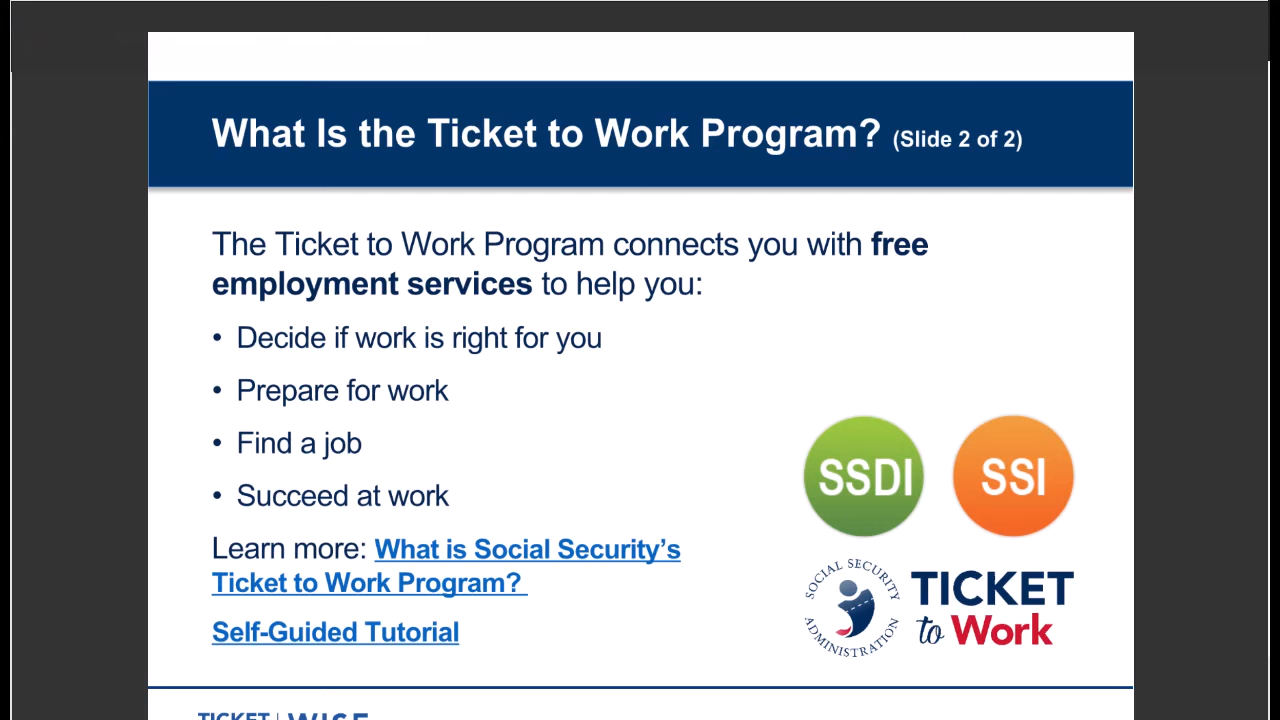 What Is the Ticket to Work Program? (Slide 2 of 2)
The Ticket to Work Program connects you with free
employment services to help you:
• Decide if work is right for you
• Prepare for work
• Find a job
• Succeed at work
Learn more: What is Social Security’s
Ticket to Work Program?
Self-Guided Tutorial
SSDI SSI
SOCIAL SECURITY
ADMINISTRATION
TICKET
to Work
TICKET | WISE